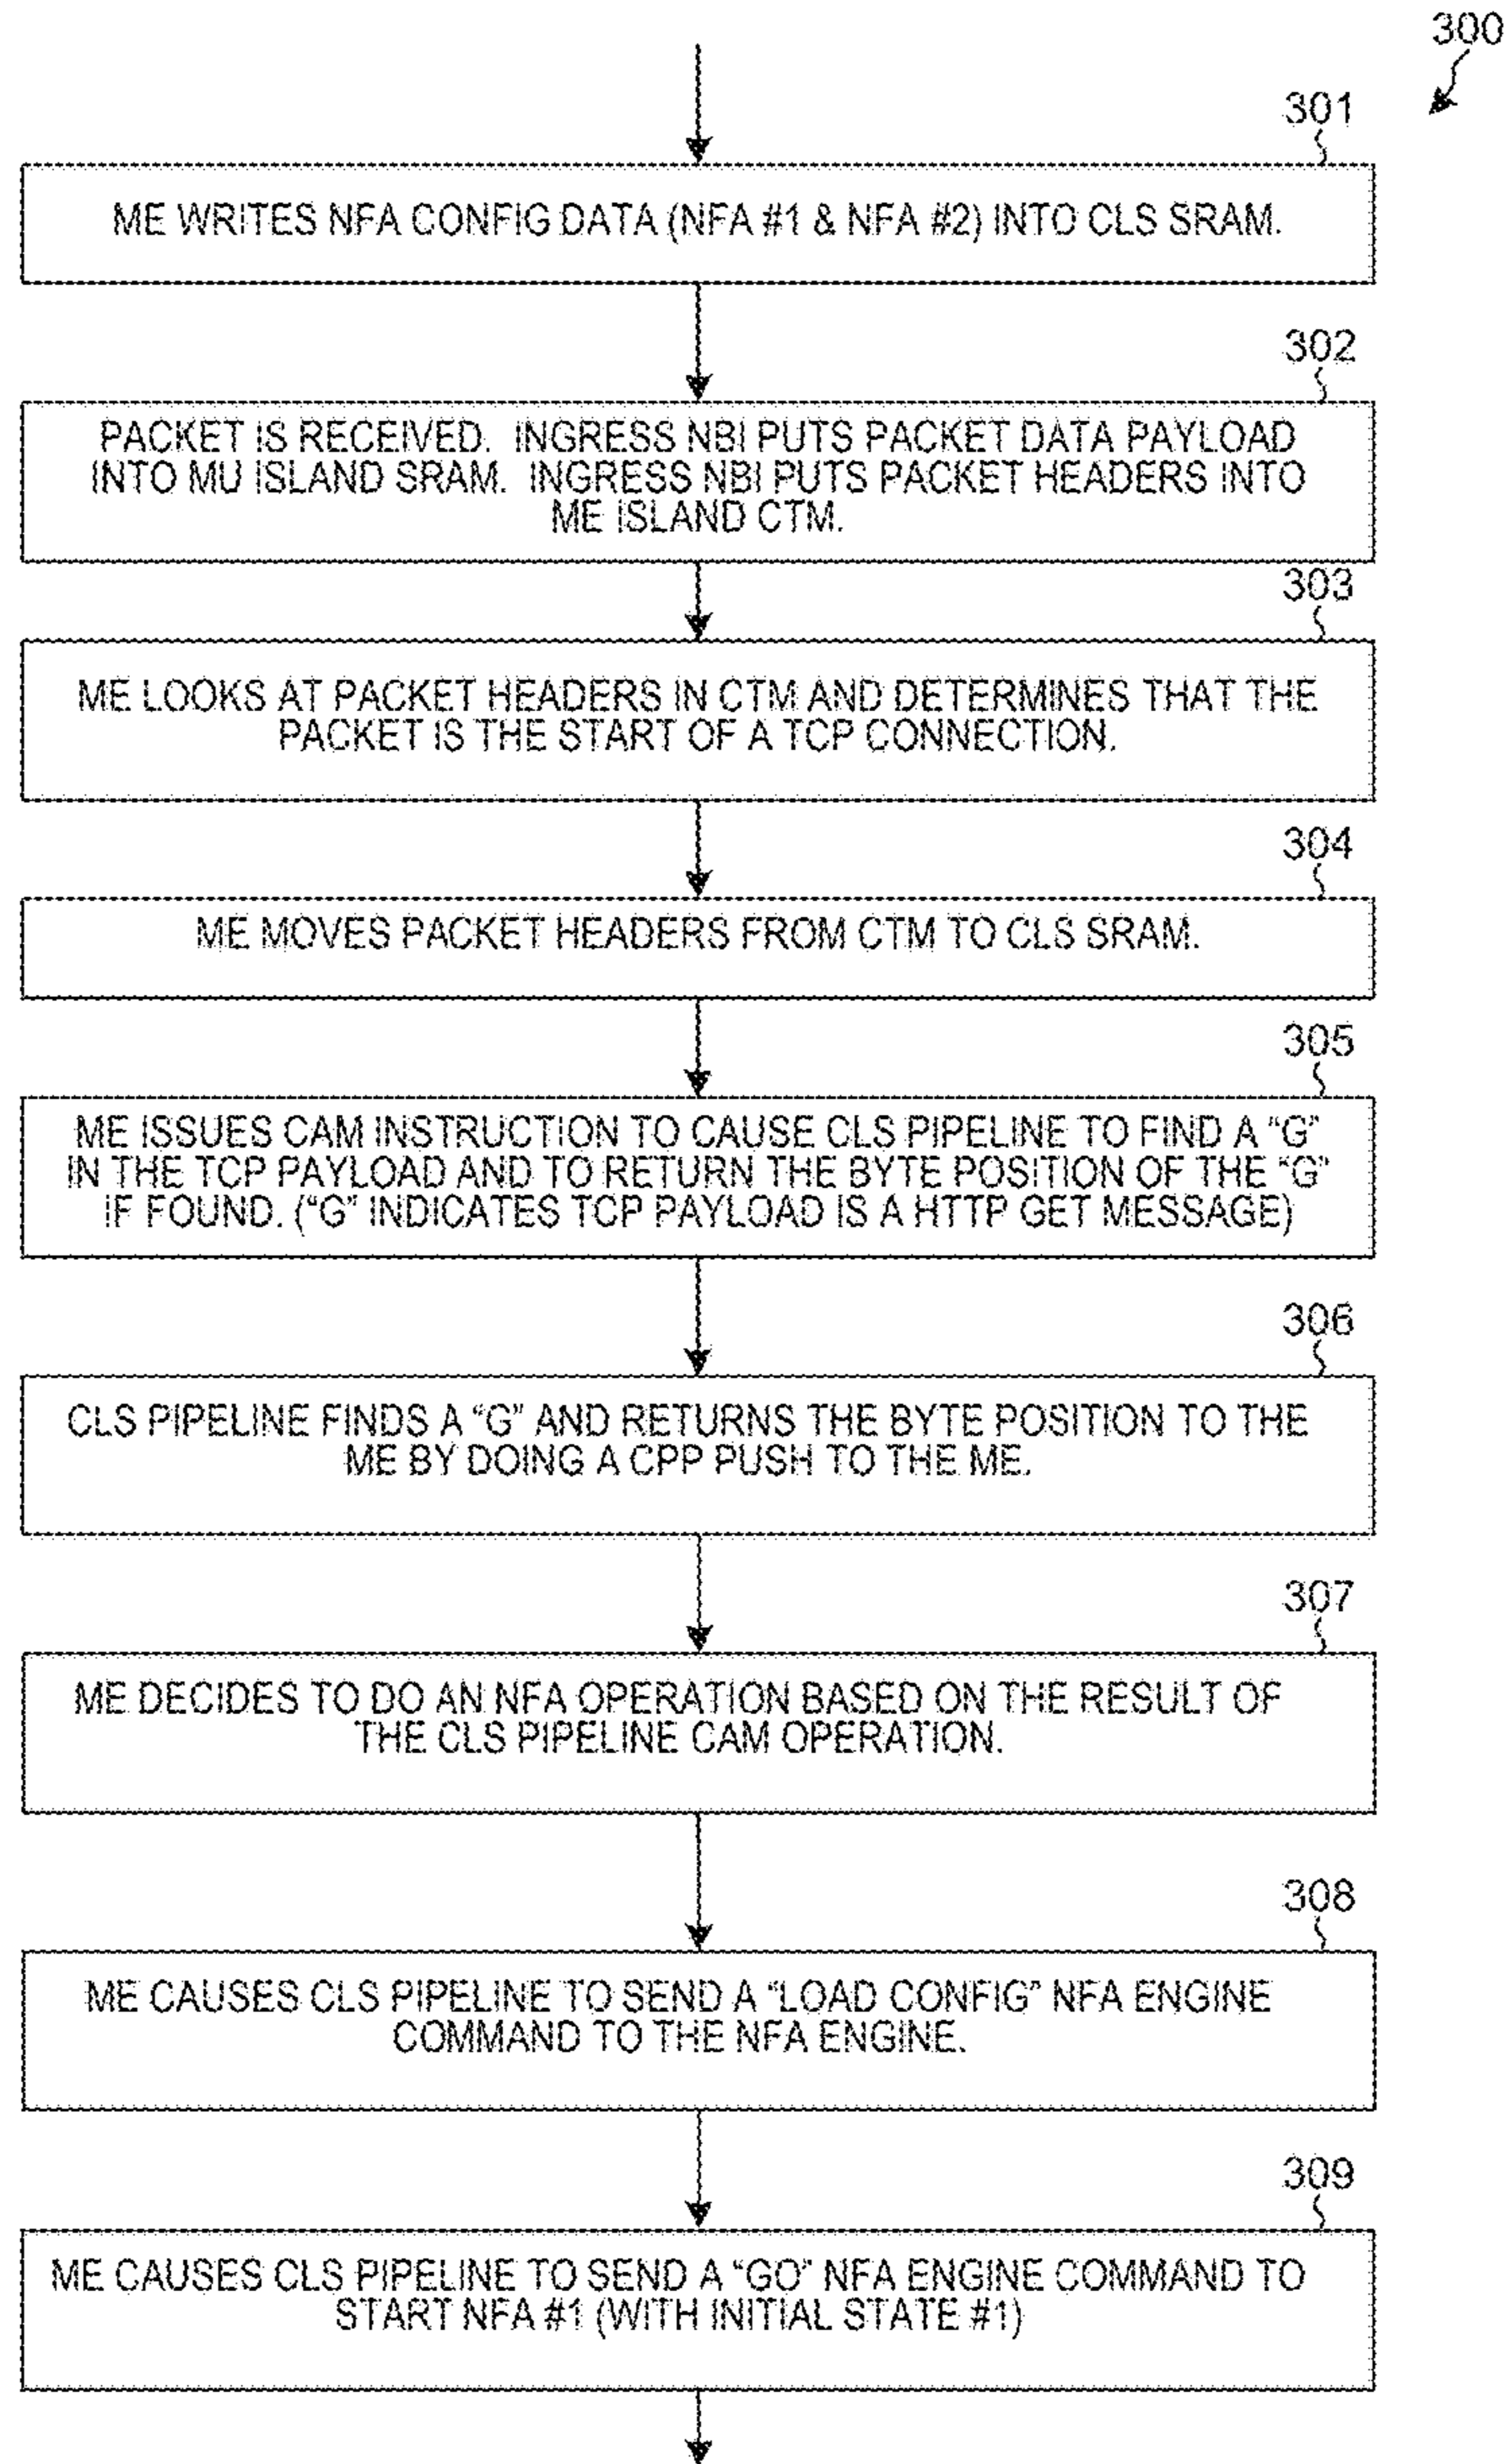 300
301
ME WRITES NFA CONFIG DATA (NFA #1 & NFA #2) INTO CLS SRAM.
302
PACKET IS RECEIVED. INGRESS NBI PUTS PACKET DATA PAYLOAD
INTO MU ISLAND SRAM. INGRESS NBI PUTS PACKET HEADERS INTO
ME ISLAND CTM.
303
ME LOOKS AT PACKET HEADERS IN CTM AND DETERMINES THAT THE
PACKET IS THE START OF A TCP CONNECTION.
304
ME MOVES PACKET HEADERS FROM CTM TO CLS SRAM.
305
ME ISSUES CAM INSTRUCTION TO CAUSE CLS PIPELINE TO FIND A “G”
IN THE TCP PAYLOAD AND TO RETURN THE BYTE POSITION OF THE “G”
IF FOUND. (“G” INDICATES TCP PAYLOAD IS A HTTP GET MESSAGE)
306
CLS PIPELINE FINDS A “G” AND RETURNS THE BYTE POSITION TO THE
ME BY DOING A CPP PUSH TO THE ME.
307
ME DECIDES TO DO AN NFA OPERATION BASED ON THE RESULT OF
THE CLS PIPELINE CAM OPERATION.
308
ME CAUSES CLS PIPELINE TO SEND A “LOAD CONFIG” NFA ENGINE
COMMAND TO THE NFA ENGINE.
309
ME CAUSES CLS PIPELINE TO SEND A “GO” NFA ENGINE COMMAND TO
START NFA #1 (WITH INITIAL STATE #1)